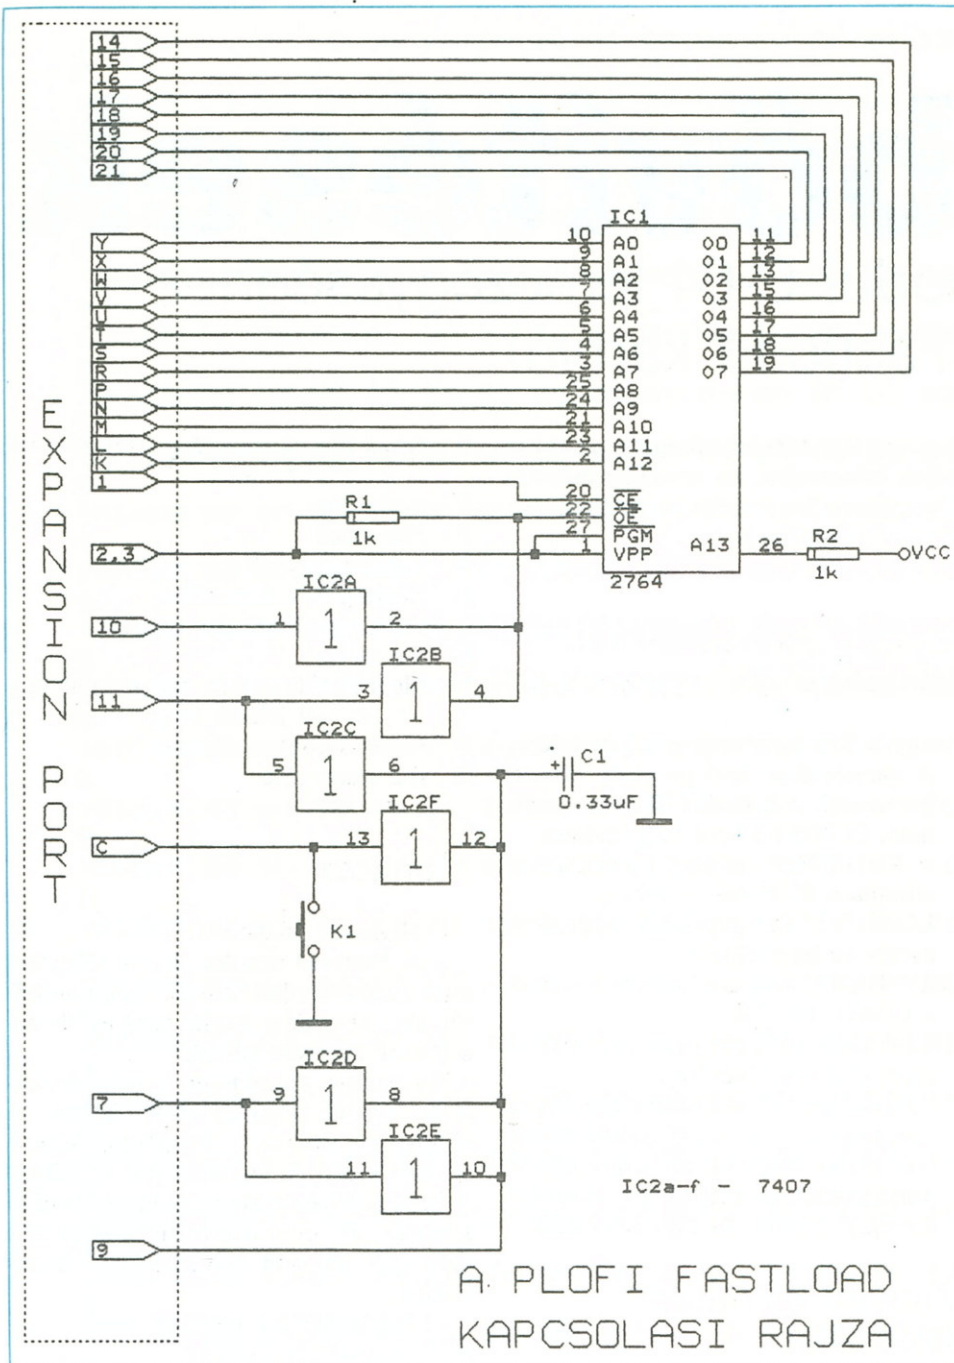 14
15
16
17
18
19
20
21
IC1
Y 10 A0 O0 11
X 9 A1 O1 12
W 8 A2 O2 13
V 7 A3 O3 15
U 6 A4 O4 16
T 5 A5 O5 17
S 4 A6 O6 18
R 3 A7 O7 19
P 25 A8
N 24 A9
M 21 A10
L 23 A11
K 2 A12
1 20 CE
R1 22 OE
1k 27 PGM
2,3 1 VPP A13 26 R2 VCC
1k
2764
EXPANSION PORT
IC2A
10 1 1 2
IC2B
11 3 1 4
IC2C
5 1 6 + C1
0.33uF
IC2F
C 13 1 12
K1
IC2D
7 9 1 8
IC2E
11 1 10
IC2a-f - 7407
9
A PLOFI FASTLOAD
KAPCSOLASI RAJZA